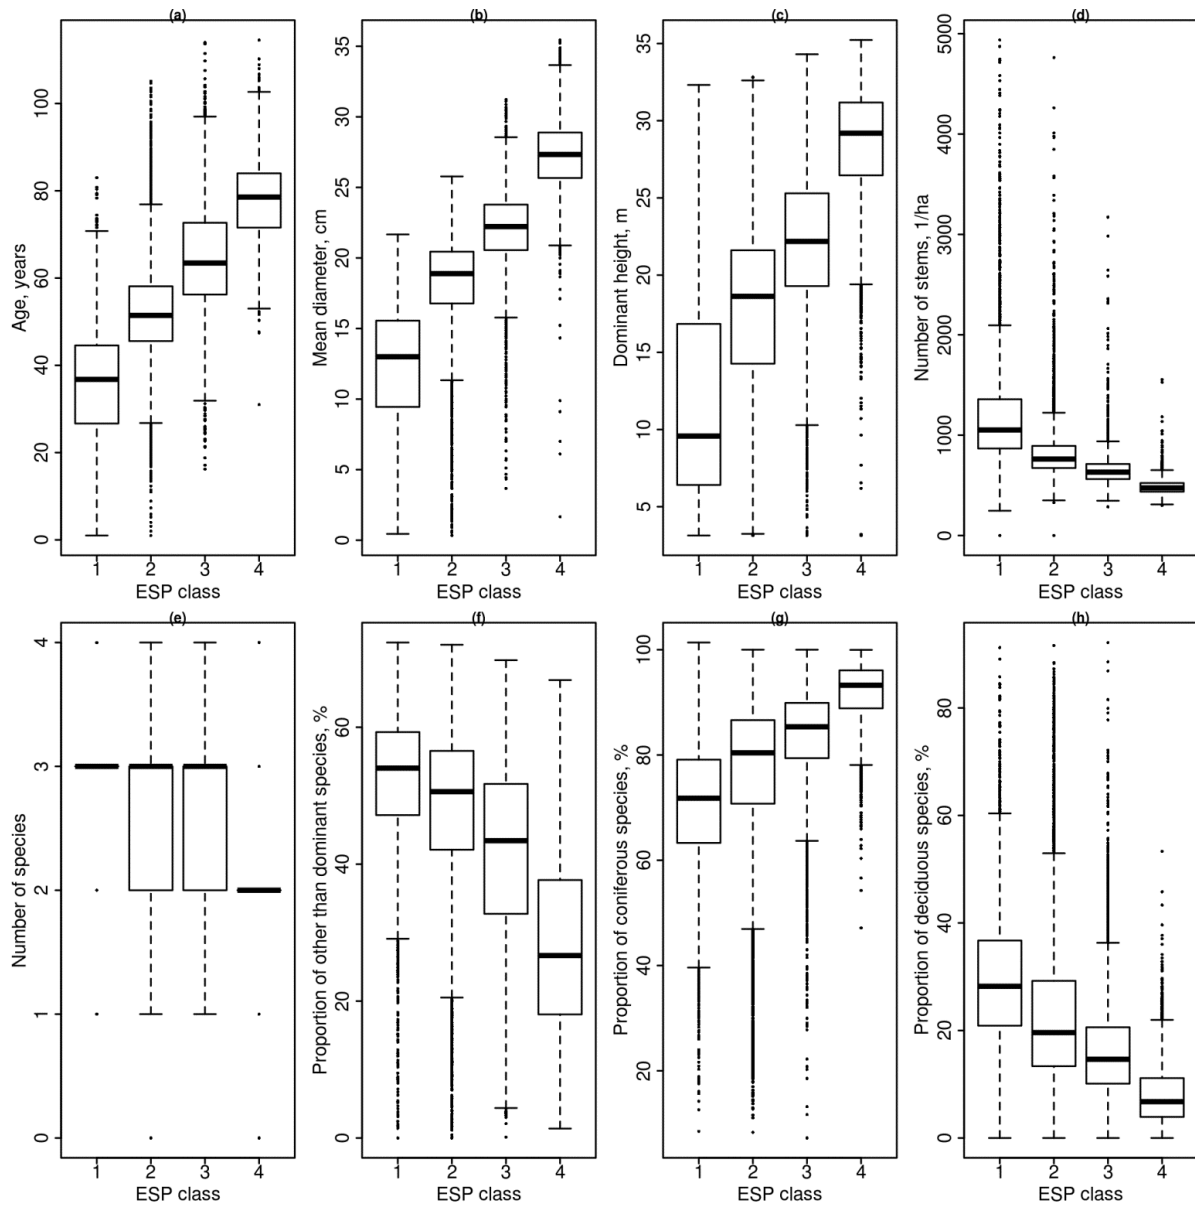 (a)
Age, years
0 20 40 60 80 100
1 2 3 4
ESP class
(b)
Mean diameter, cm
0 5 10 15 20 25 30 35
1 2 3 4
ESP class
(c)
Dominant height, m
5 10 15 20 25 30 35
1 2 3 4
ESP class
(d)
Number of stems, 1/ha
0 1000 2000 3000 4000 5000
1 2 3 4
ESP class
(e)
Number of species
0 1 2 3 4
1 2 3 4
ESP class
(f)
Proportion of other than dominant species, %
0 20 40 60
1 2 3 4
ESP class
(g)
Proportion of coniferous species, %
20 40 60 80 100
1 2 3 4
ESP class
(h)
Proportion of deciduous species, %
0 20 40 60 80
1 2 3 4
ESP class